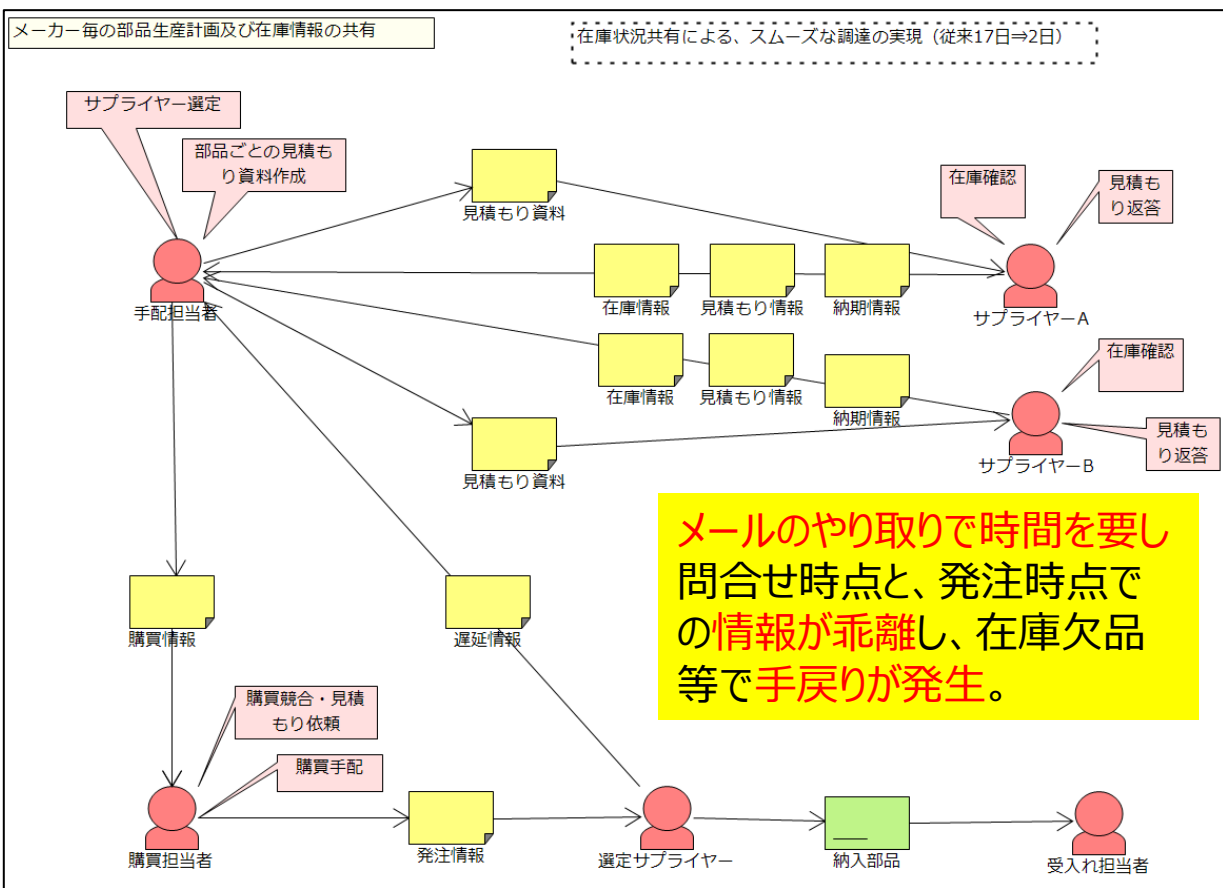 メーカー毎の部品生産計画及び在庫情報の共有
在庫状況共有による、スムーズな調達の実現（従来17日⇒2日）
サプライヤー選定
部品ごとの見積も
り資料作成
見積もり資料
在庫確認
見積も
り返答
手配担当者
在庫情報
見積もり情報
納期情報
サプライヤーA
在庫情報
見積もり情報
納期情報
在庫確認
見積も
り返答
サプライヤーB
見積もり資料
メールのやり取りで時間を要し
問合せ時点と、発注時点で
の情報が乖離し、在庫欠品
等で手戻りが発生。
購買情報
遅延情報
購買競合・見積
もり依頼
購買手配
購買担当者
発注情報
選定サプライヤー
納入部品
受入れ担当者